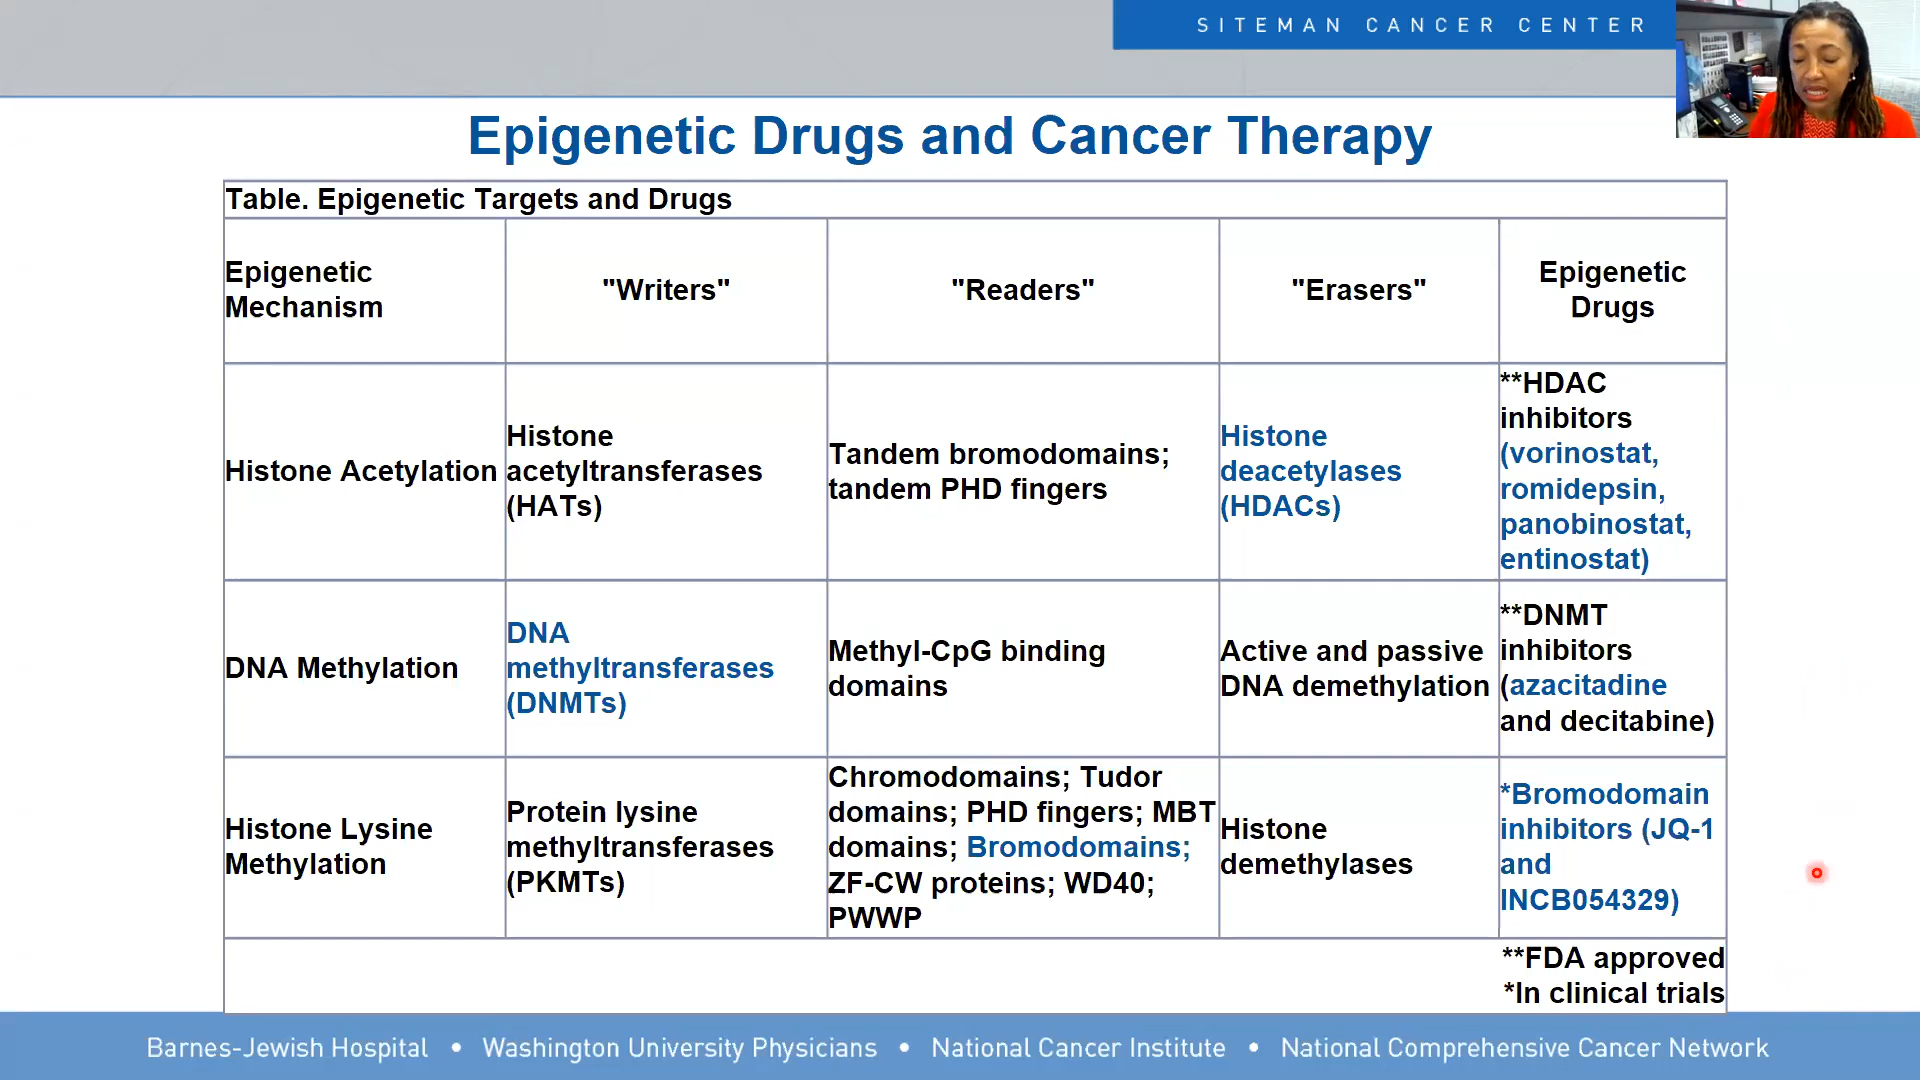 SITEMAN CANCER CENTER
Epigenetic Drugs and Cancer Therapy
Table. Epigenetic Targets and Drugs
Epigenetic
Mechanism
"Writers"
"Readers"
"Erasers"
Epigenetic
Drugs
Histone Acetylation
Histone
acetyltransferases
(HATs)
Tandem bromodomains;
tandem PHD fingers
Histone
deacetylases
(HDACs)
**HDAC
inhibitors
(vorinostat,
romidepsin,
panobinostat,
entinostat)
DNA Methylation
DNA
methyltransferases
(DNMTs)
Methyl-CpG binding
domains
Active and passive
DNA demethylation
**DNMT
inhibitors
(azacitadine
and decitabine)
Histone Lysine
Methylation
Protein lysine
methyltransferases
(PKMTs)
Chromodomains; Tudor
domains; PHD fingers; MBT
domains; Bromodomains;
ZF-CW proteins; WD40;
PWWP
Histone
demethylases
*Bromodomain
inhibitors (JQ-1
and
INCB054329)
**FDA approved
*In clinical trials
Barnes-Jewish Hospital • Washington University Physicians • National Cancer Institute • National Comprehensive Cancer Network